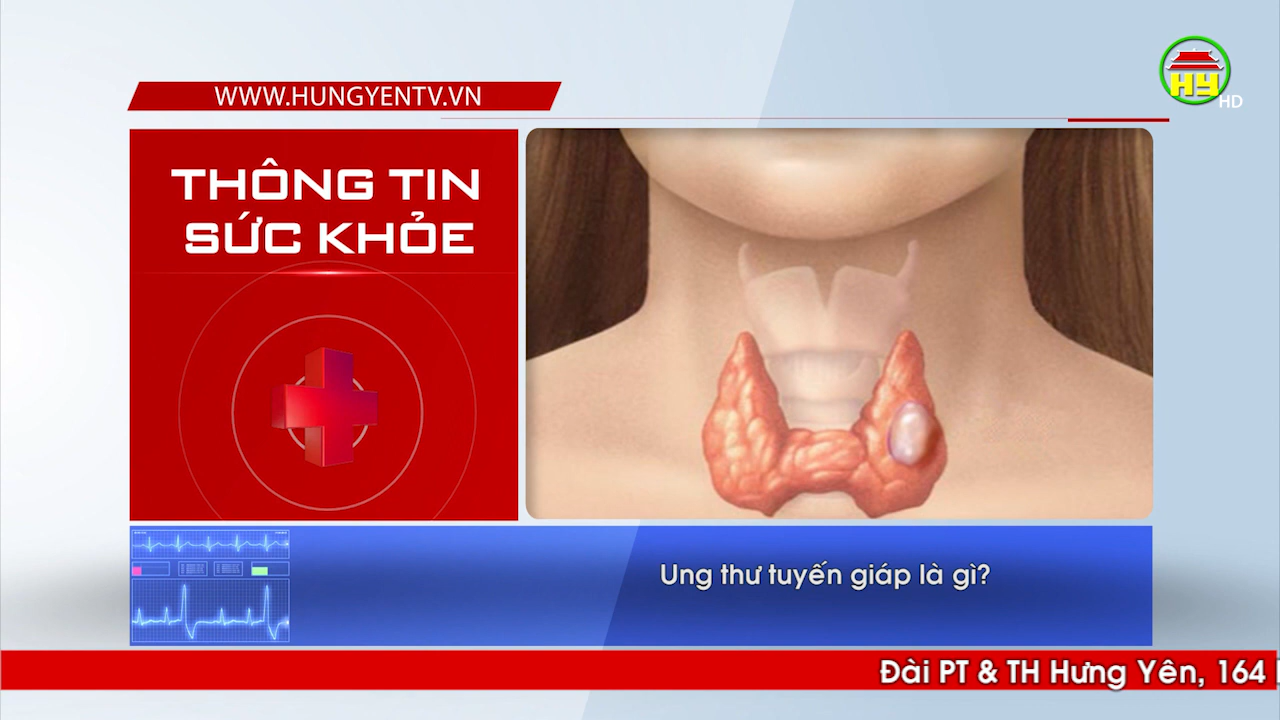 WWW.HUNGYENTV.VN
HY
HD
THÔNG TIN
SỨC KHỎE
Ung thư tuyến giáp là gì?
Đài PT & TH Hưng Yên, 164